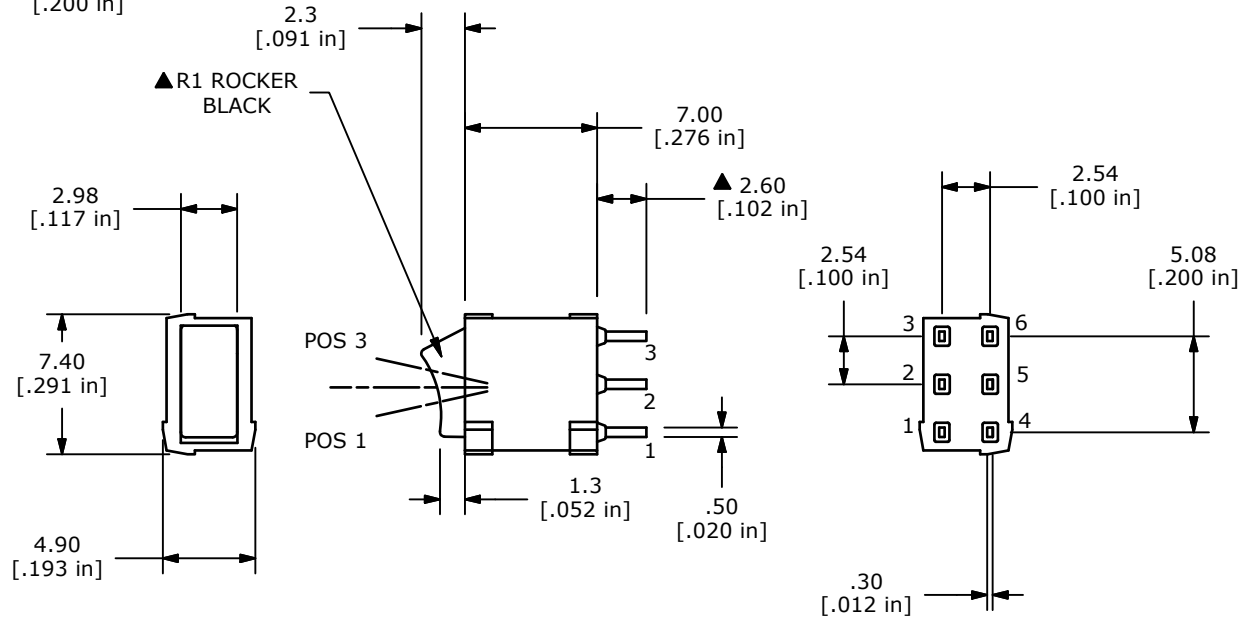 [.200 in]
2.3
[.091 in]
▲R1 ROCKER
BLACK
7.00
[.276 in]
▲ 2.60
[.102 in]
2.98
[.117 in]
2.54
[.100 in]
2.54
[.100 in]
5.08
[.200 in]
POS 3
7.40
[.291 in]
POS 1
3
2
1
3
6
2
5
1
4
1.3
[.052 in]
.50
[.020 in]
4.90
[.193 in]
.30
[.012 in]